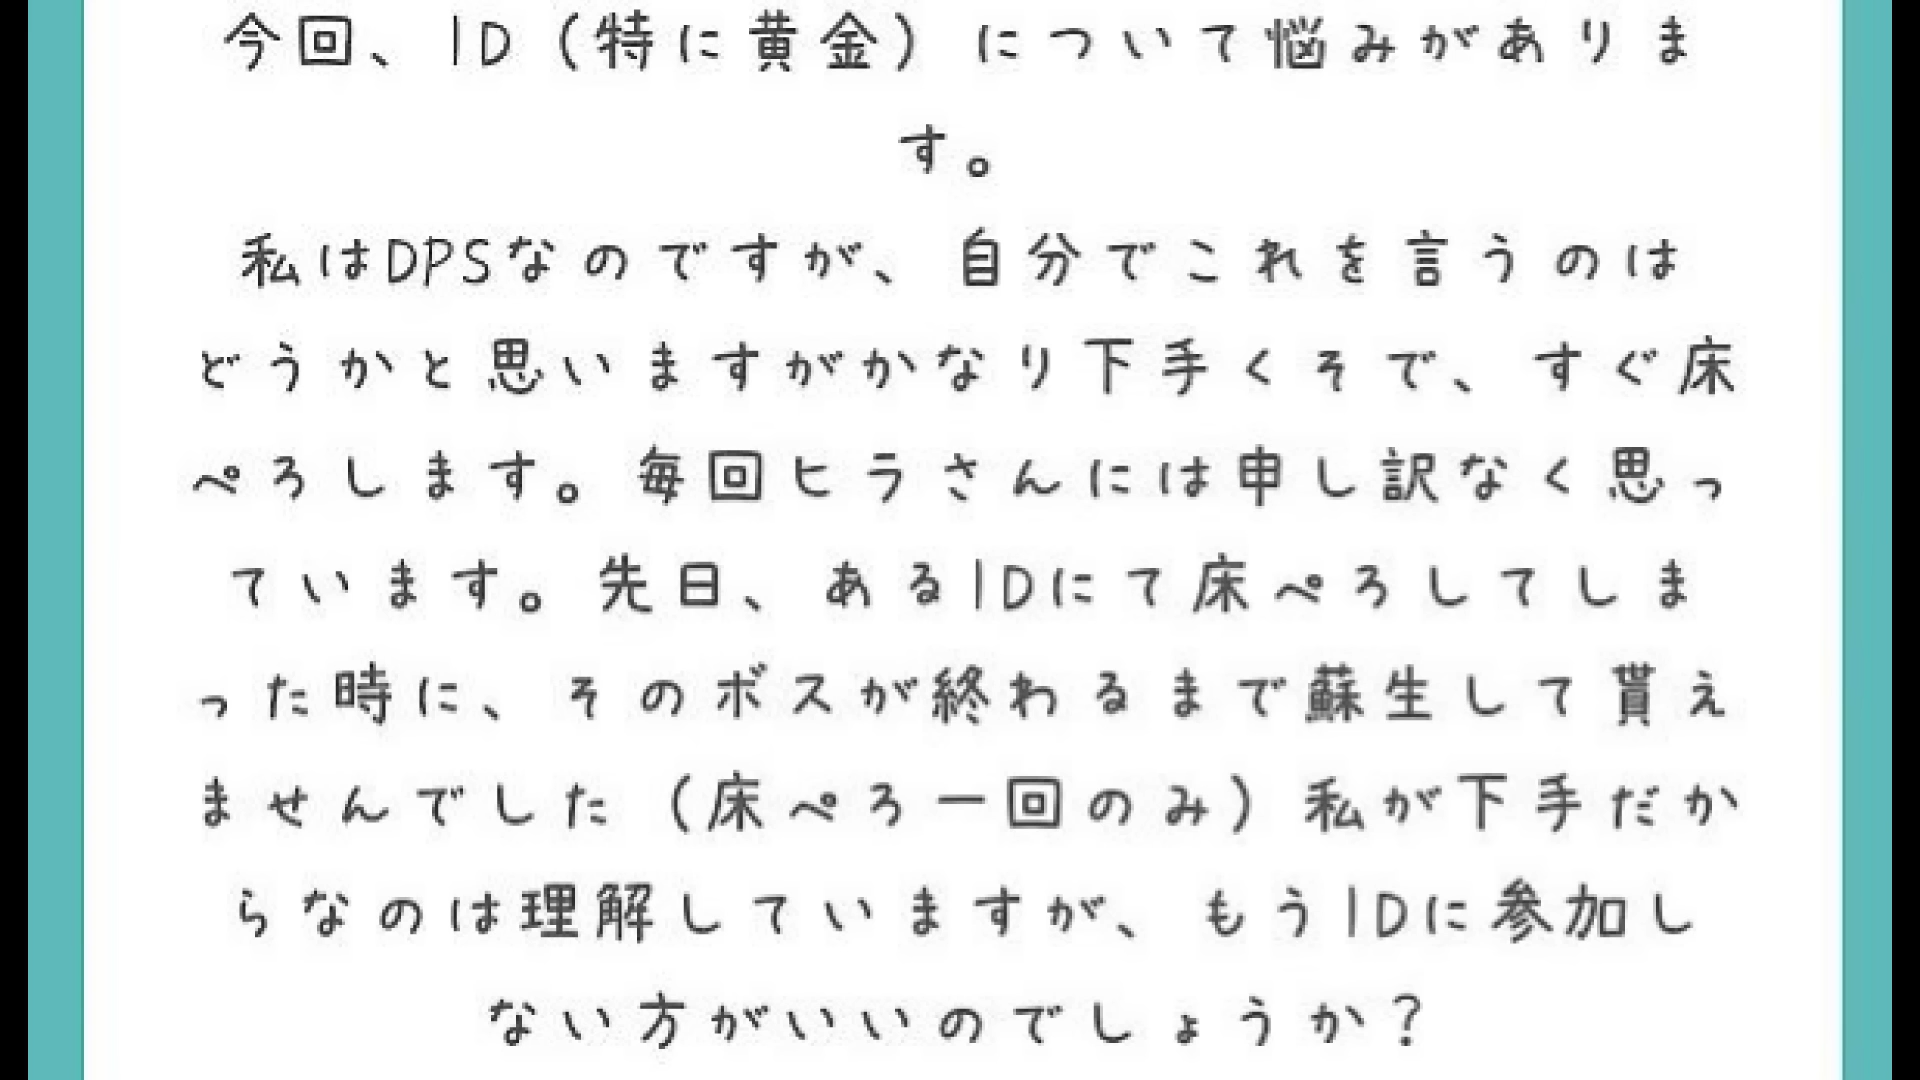 今回、ID（特に黄金）について悩みがありま
す。
私はDPSなのですが、自分でこれを言うのは
どうかと思いますがかなり下手くそで、すぐ床
ぺろします。毎回ヒラさんには申し訳なく思っ
ています。先日、あるIDにて床ぺろしてしま
った時に、そのボスが終わるまで蘇生して貰え
ませんでした（床ぺろ一回のみ）私が下手だか
らなのは理解していますが、もうIDに参加し
ない方がいいのでしょうか？